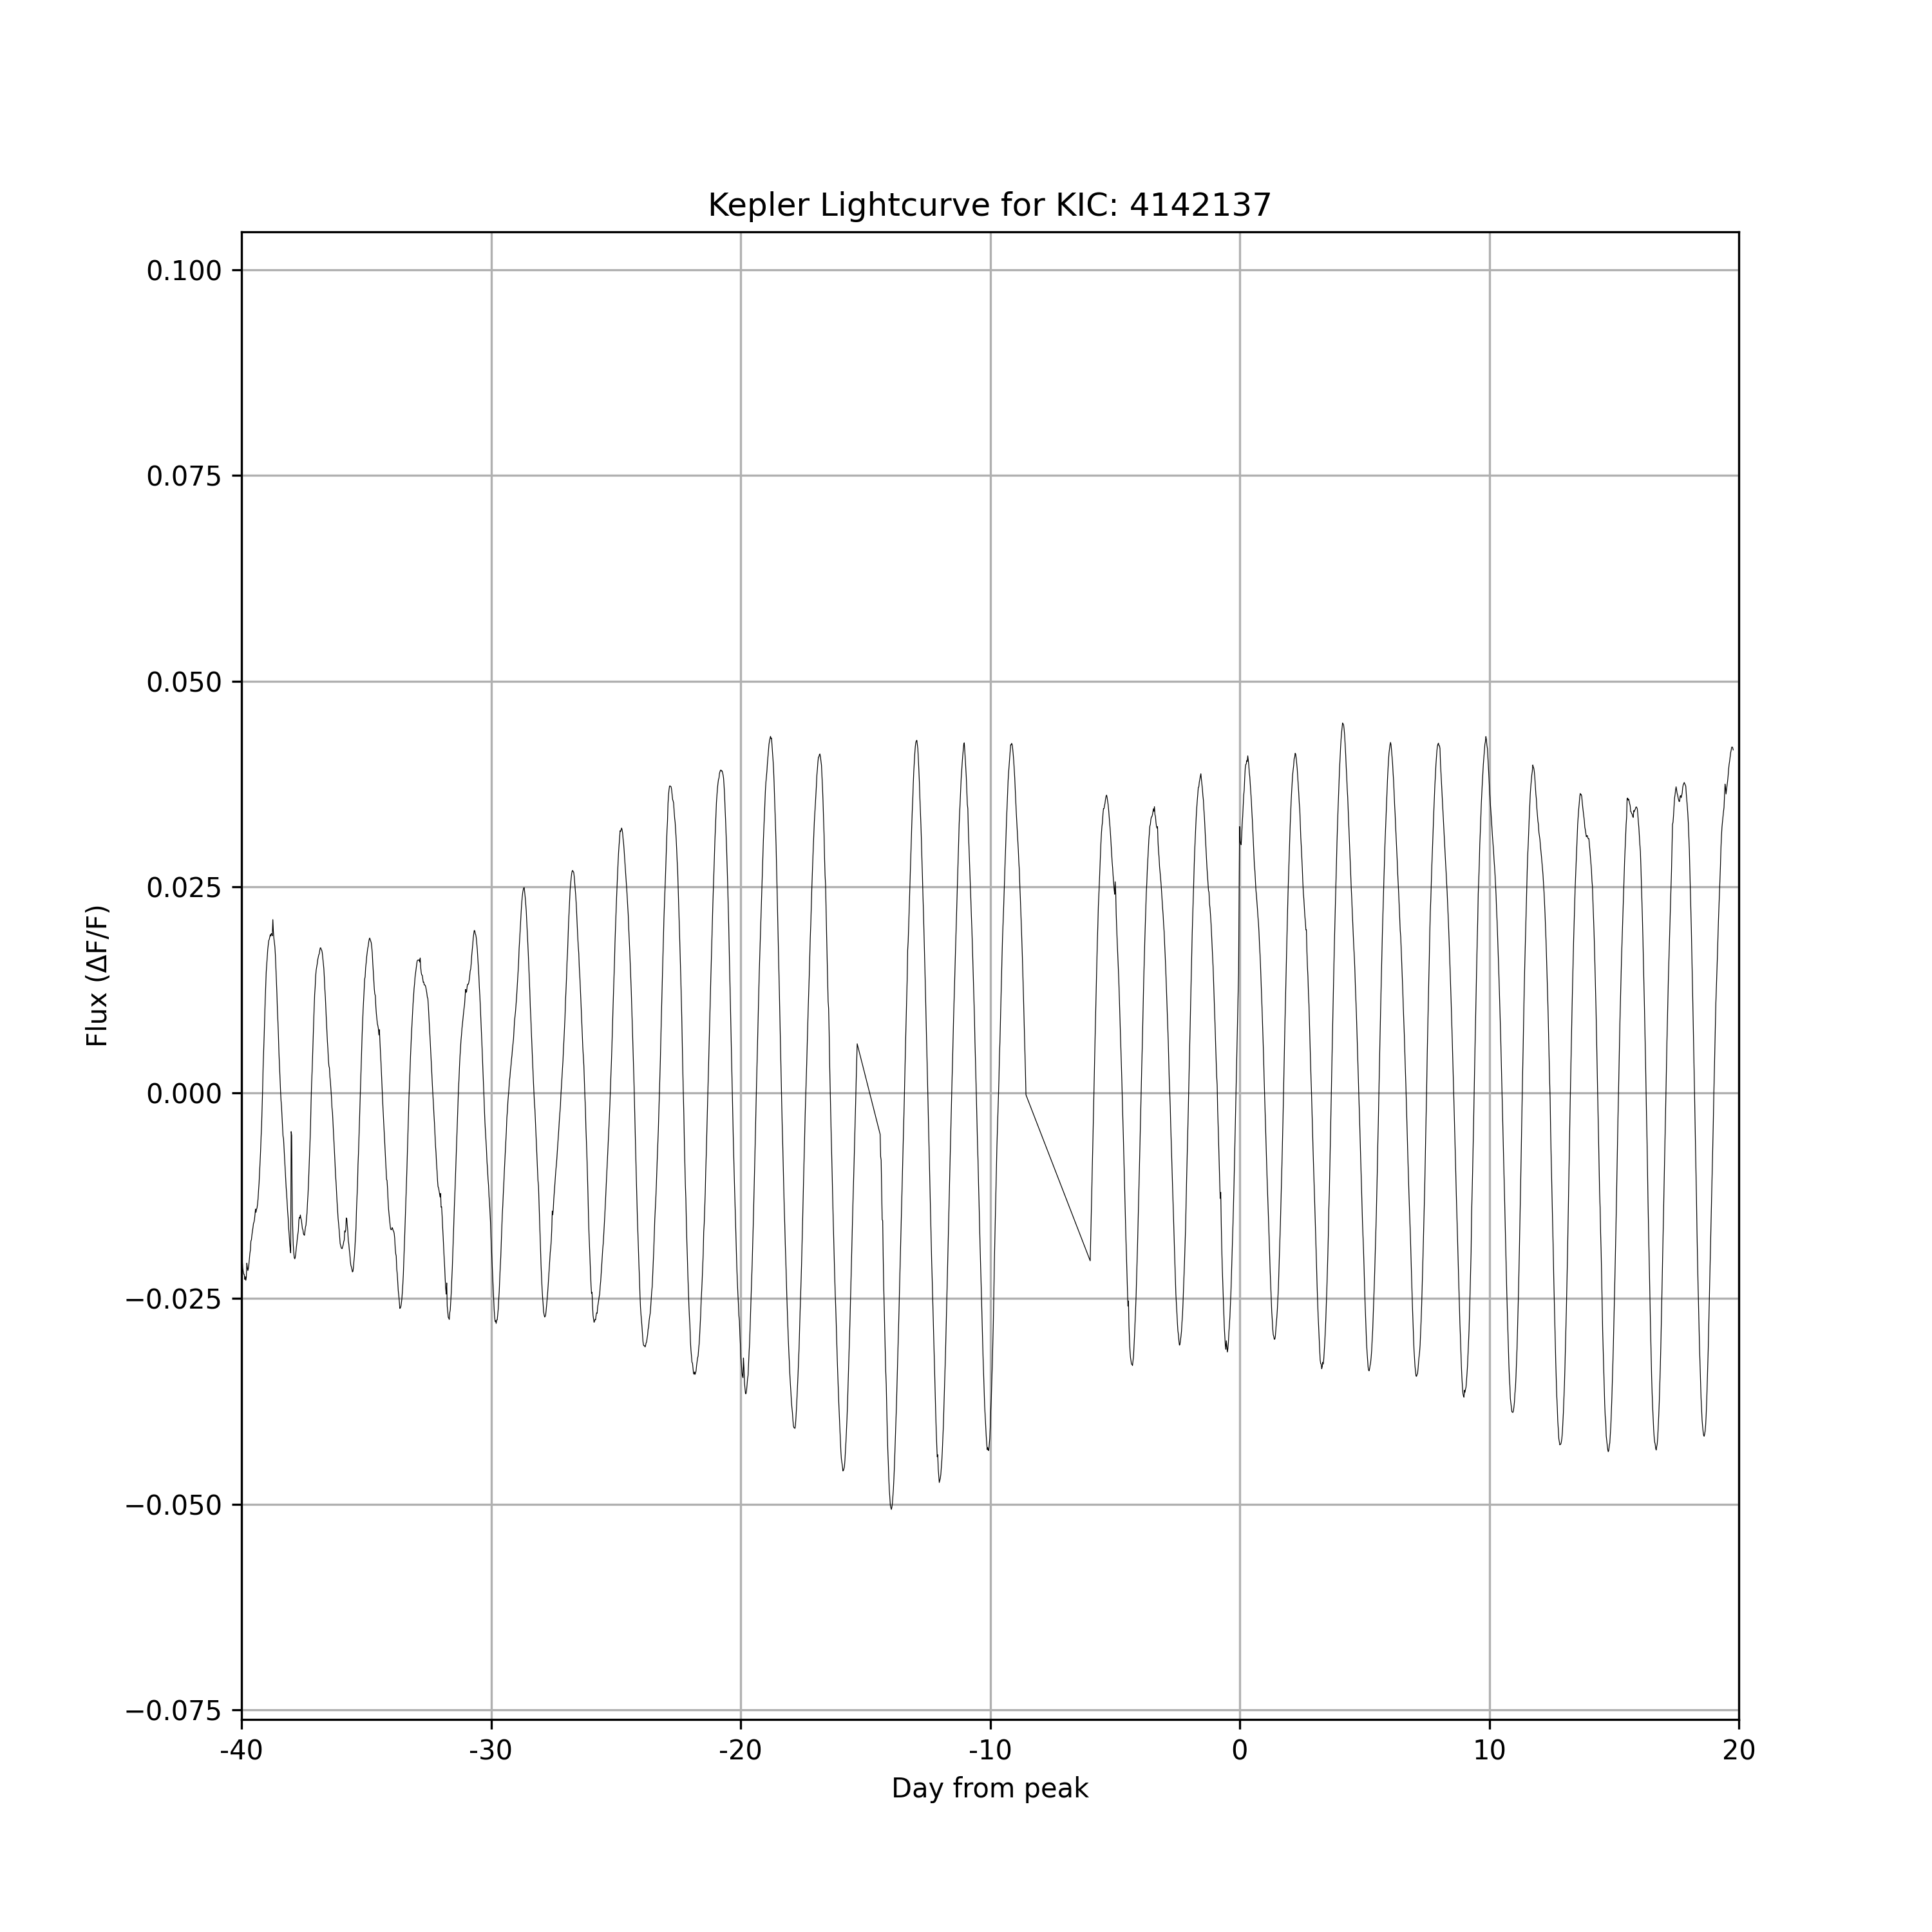 Kepler Lightcurve for KIC: 4142137
0.100
0.075
0.050
0.025
0.000
−0.025
−0.050
−0.075
Flux (ΔF/F)
-40 -30 -20 -10 0 10 20
Day from peak